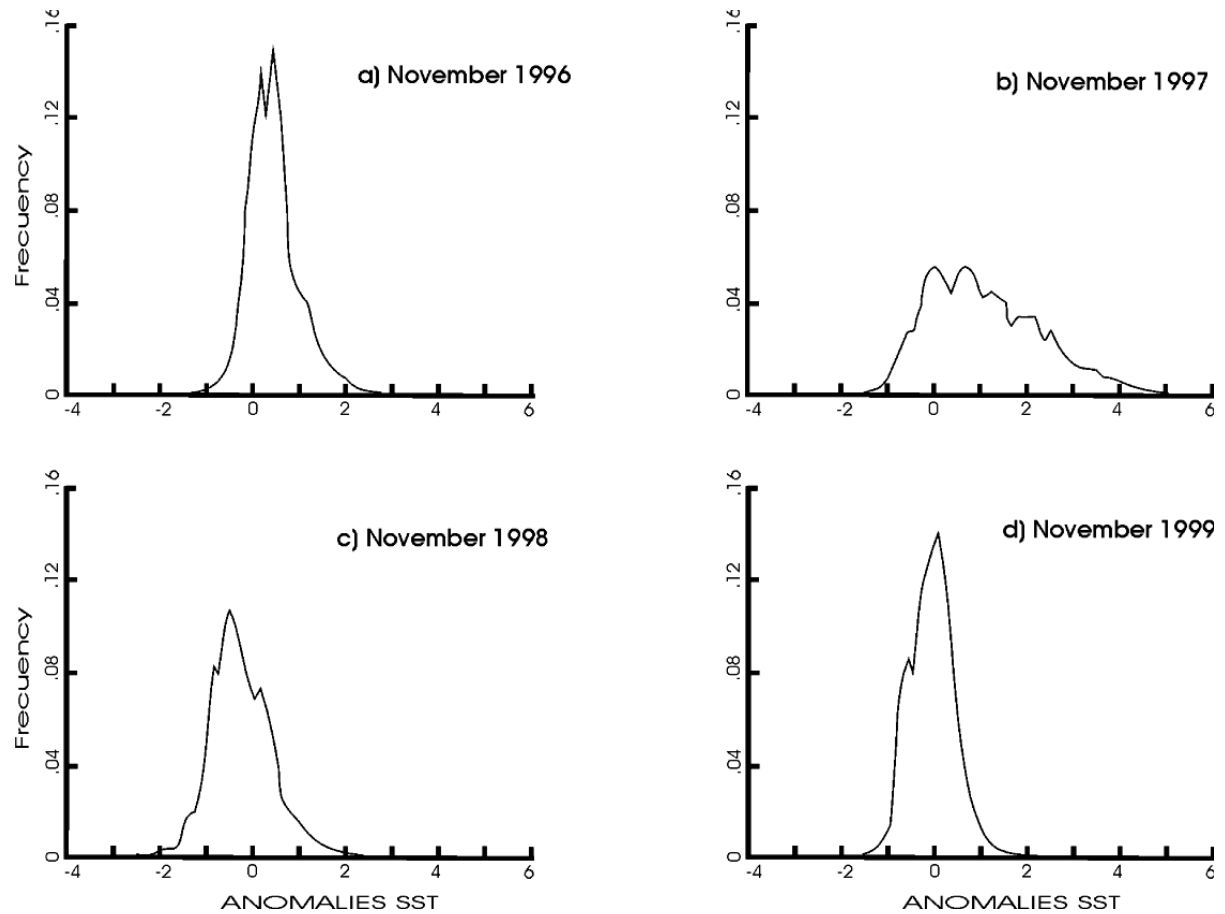 .16
.12
.08
.04
0
Frecuency
a) November 1996
-4 -2 0 2 4 6
.16
.12
.08
.04
0
b) November 1997
-4 -2 0 2 4 6
.16
.12
.08
.04
0
Frecuency
c) November 1998
-4 -2 0 2 4 6
ANOMALIES SST
.16
.12
.08
.04
0
d) November 1999
-4 -2 0 2 4 6
ANOMALIES SST